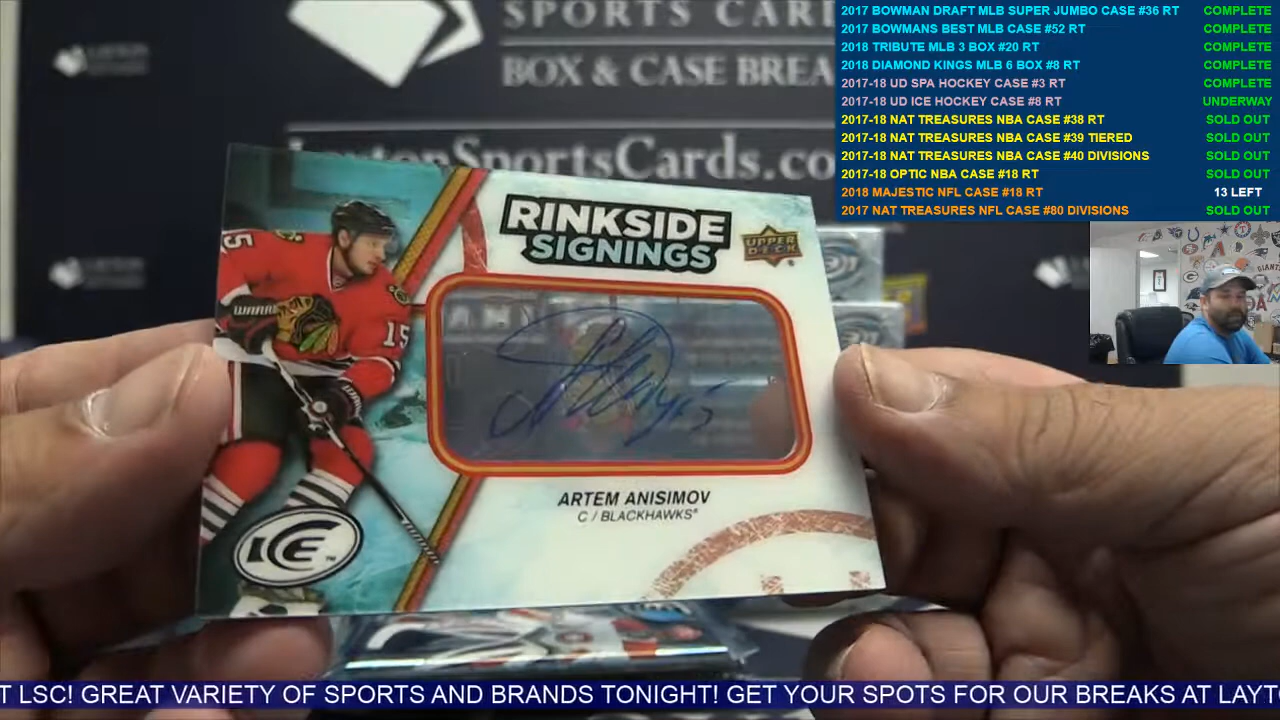 SPORTS CAR
BOX & CASE BREA
LaytonSportsCards.co
2017 BOWMAN DRAFT MLB SUPER JUMBO CASE #36 RT COMPLETE
2017 BOWMANS BEST MLB CASE #52 RT COMPLETE
2018 TRIBUTE MLB 3 BOX #20 RT COMPLETE
2018 DIAMOND KINGS MLB 6 BOX #8 RT COMPLETE
2017-18 UD SPA HOCKEY CASE #3 RT COMPLETE
2017-18 UD ICE HOCKEY CASE #8 RT UNDERWAY
2017-18 NAT TREASURES NBA CASE #38 RT SOLD OUT
2017-18 NAT TREASURES NBA CASE #39 TIERED SOLD OUT
2017-18 NAT TREASURES NBA CASE #40 DIVISIONS SOLD OUT
2017-18 OPTIC NBA CASE #18 RT SOLD OUT
2018 MAJESTIC NFL CASE #18 RT 13 LEFT
2017 NAT TREASURES NFL CASE #80 DIVISIONS SOLD OUT
RINKSIDE
SIGNINGS
UPPER
DECK
15
WARRIOR
15
ARTEM ANISIMOV
C / BLACKHAWKS
ICE
T LSC! GREAT VARIETY OF SPORTS AND BRANDS TONIGHT! GET YOUR SPOTS FOR OUR BREAKS AT LAYT